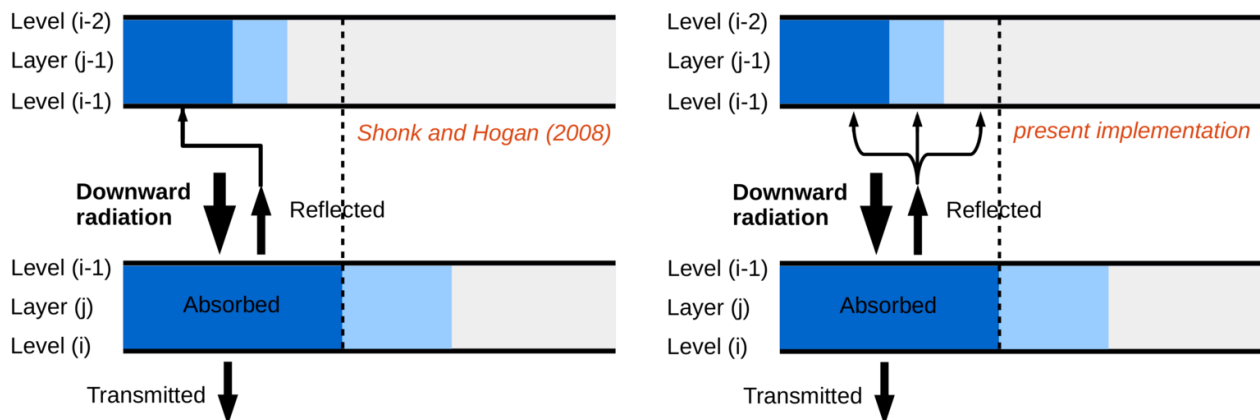 Level (i-2)
Layer (j-1)
Level (i-1)
Shonk and Hogan (2008)
Downward
radiation
Reflected
Level (i-1)
Layer (j)
Absorbed
Level (i)
Transmitted
Level (i-2)
Layer (j-1)
Level (i-1)
present implementation
Downward
radiation
Reflected
Level (i-1)
Layer (j)
Absorbed
Level (i)
Transmitted